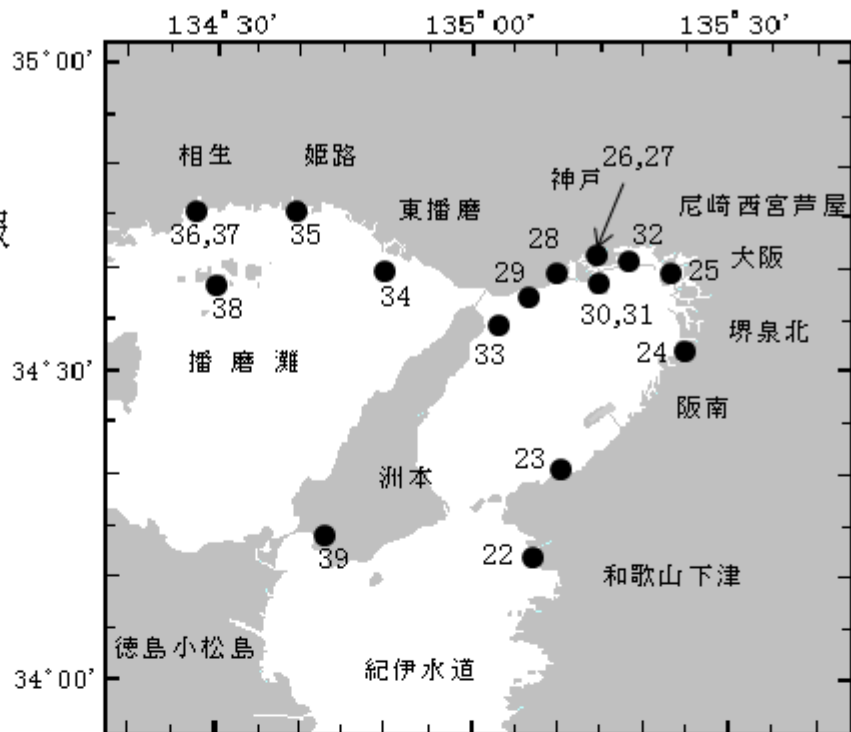 134°30' 135°00' 135°30'
35°00'
相生 姫路 神戸 26,27
東播磨 尼崎西宮芦屋
36,37 35 28 32
29 25 大阪
38 34 30,31
33 24 堺泉北
34°30' 播磨灘
阪南
洲本 23
39 22
和歌山下津
徳島小松島
34°00' 紀伊水道